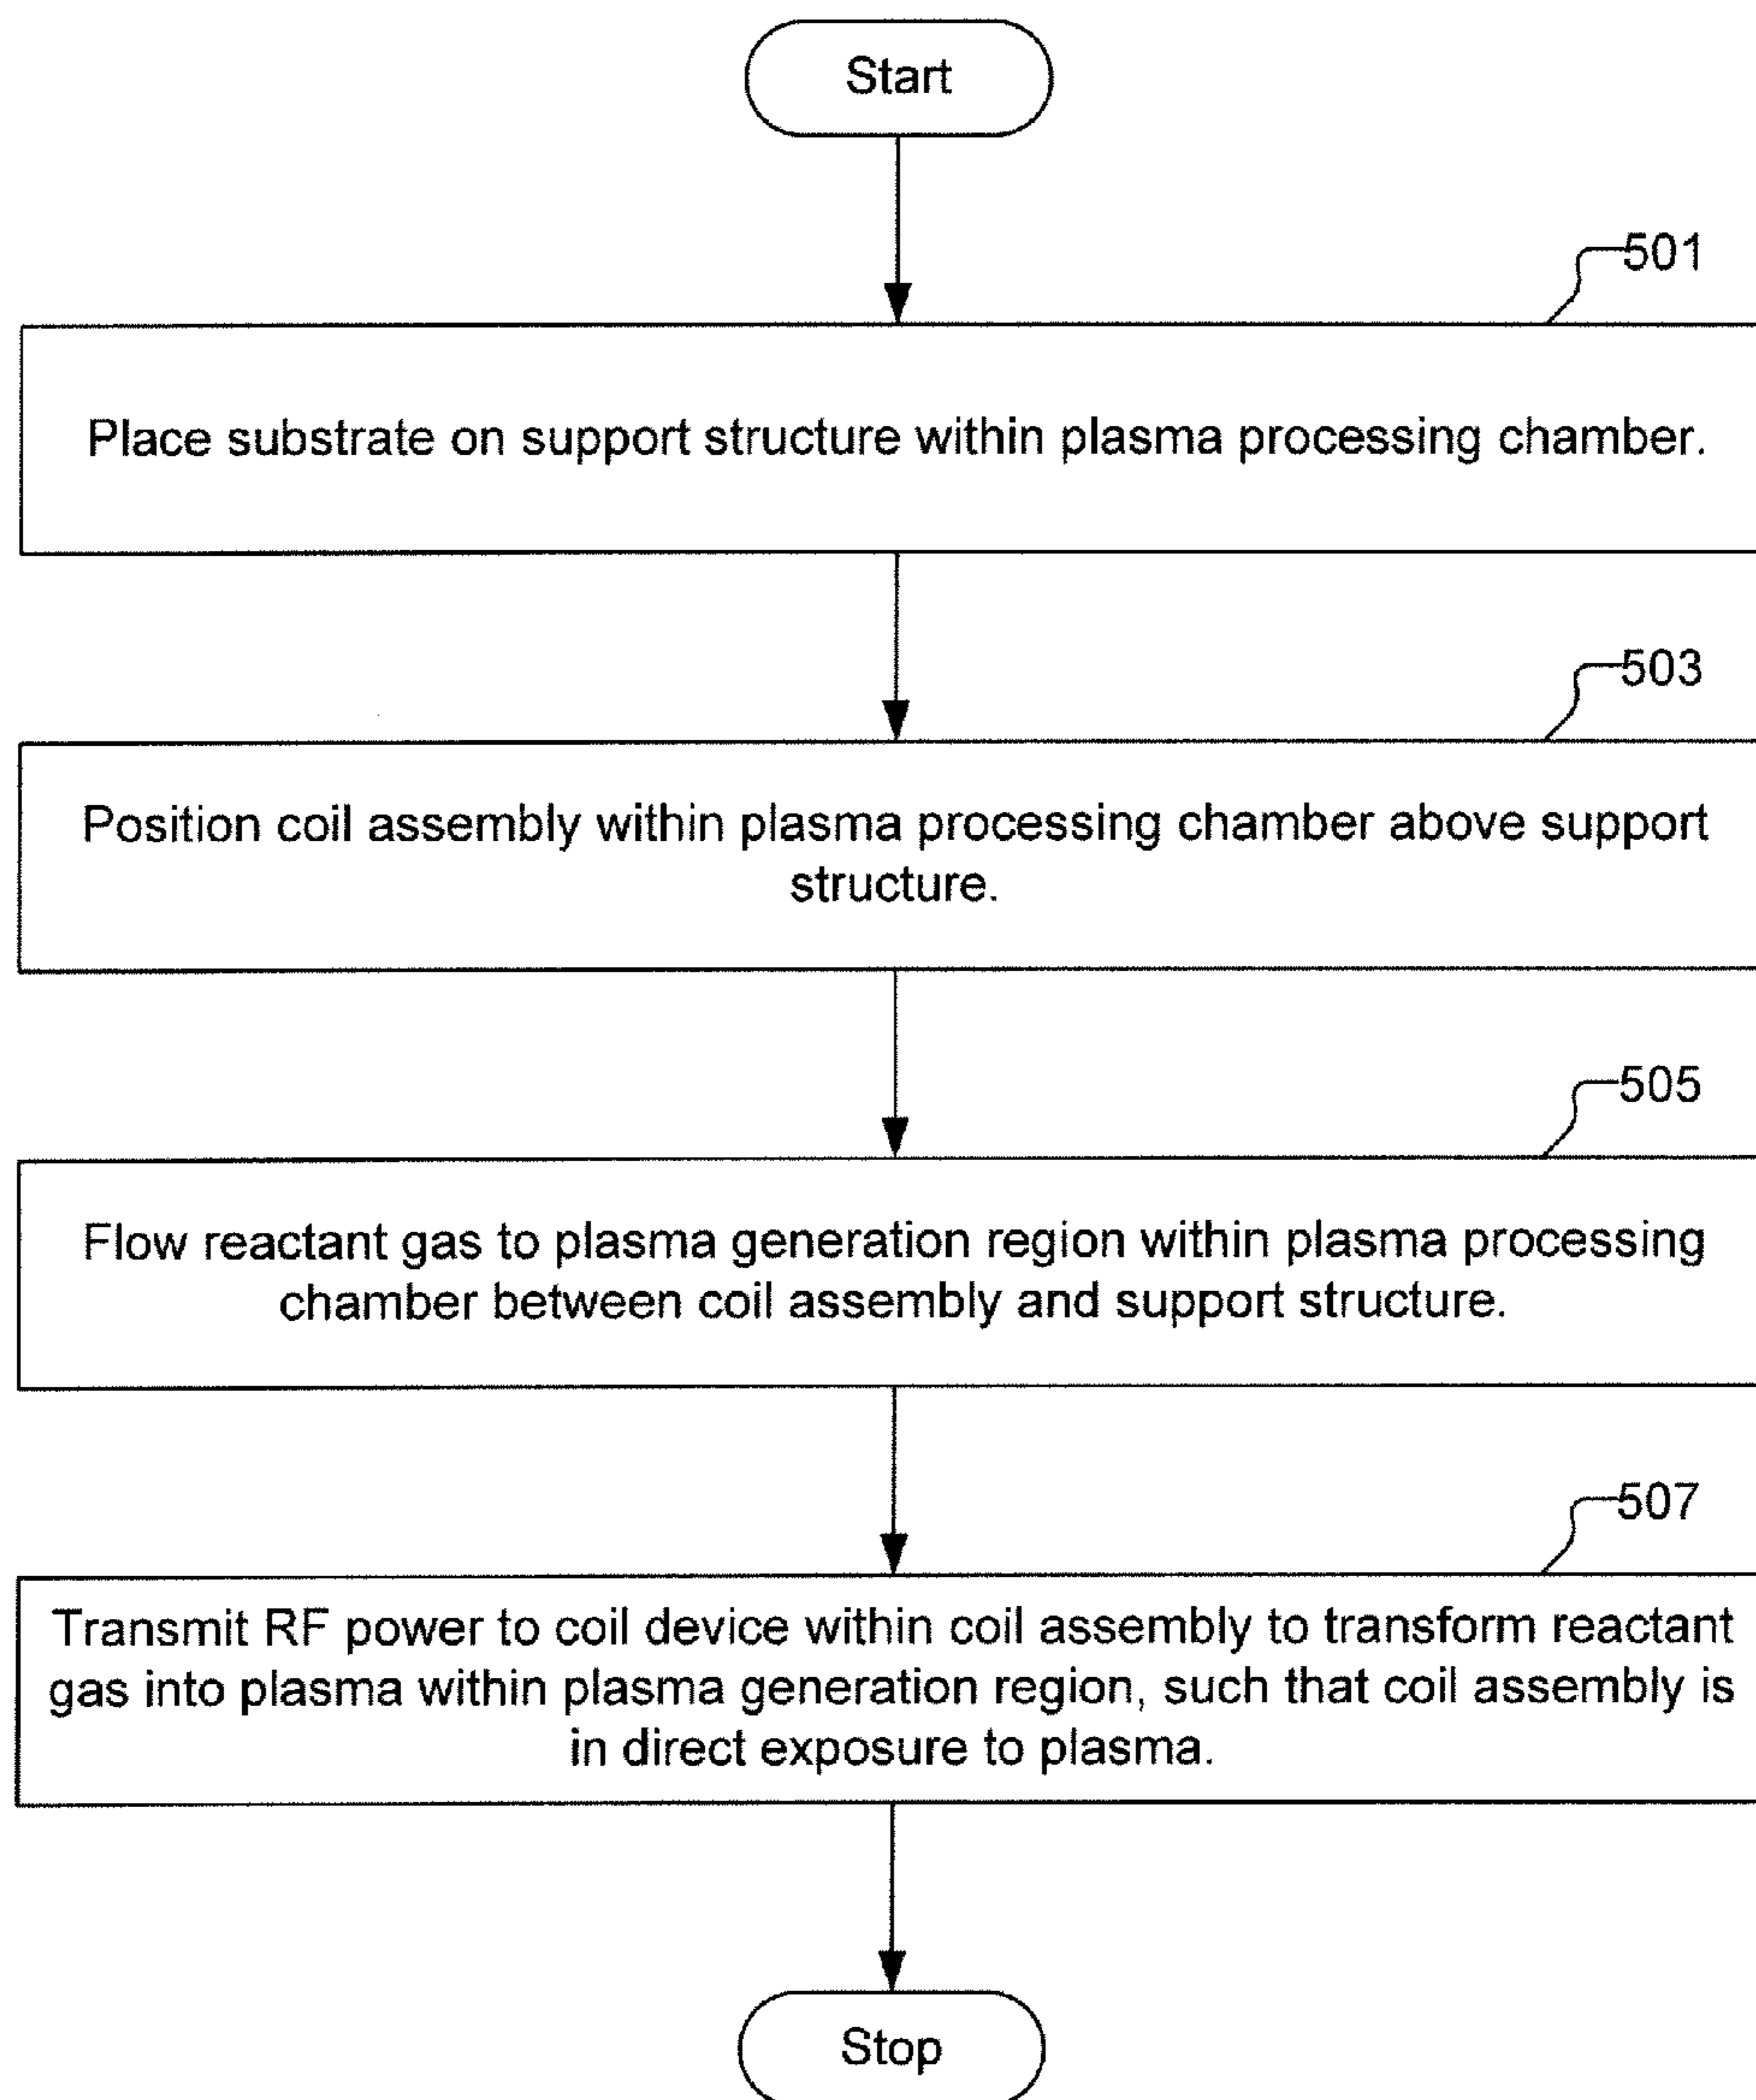 Start
501
Place substrate on support structure within plasma processing chamber.
503
Position coil assembly within plasma processing chamber above support
structure.
505
Flow reactant gas to plasma generation region within plasma processing
chamber between coil assembly and support structure.
507
Transmit RF power to coil device within coil assembly to transform reactant
gas into plasma within plasma generation region, such that coil assembly is
in direct exposure to plasma.
Stop